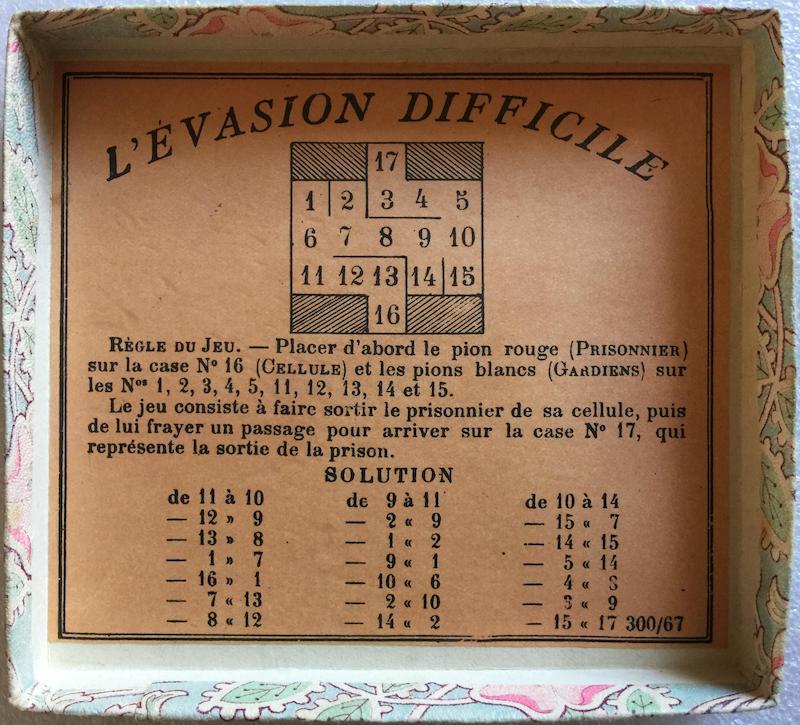 L'ÉVASION DIFFICILE
17
1 2 3 4 5
6 7 8 9 10
11 12 13 14 15
16
RÈGLE DU JEU. — Placer d'abord le pion rouge (PRISONNIER)
sur la case Nº 16 (CELLULE) et les pions blancs (GARDIENS) sur
les Nºs 1, 2, 3, 4, 5, 11, 12, 13, 14 et 15.
Le jeu consiste à faire sortir le prisonnier de sa cellule, puis
de lui frayer un passage pour arriver sur la case Nº 17, qui
représente la sortie de la prison.
SOLUTION
de 11 à 10 de 9 à 11 de 10 à 14
— 12 » 9 — 2 « 9 — 15 « 7
— 13 » 8 — 1 « 2 — 14 « 15
— 1 » 7 — 9 « 1 — 5 « 14
— 16 » 1 — 10 « 6 — 4 « 3
— 7 « 13 — 2 « 10 — 3 « 9
— 8 « 12 — 14 « 2 — 15 « 17 300/67